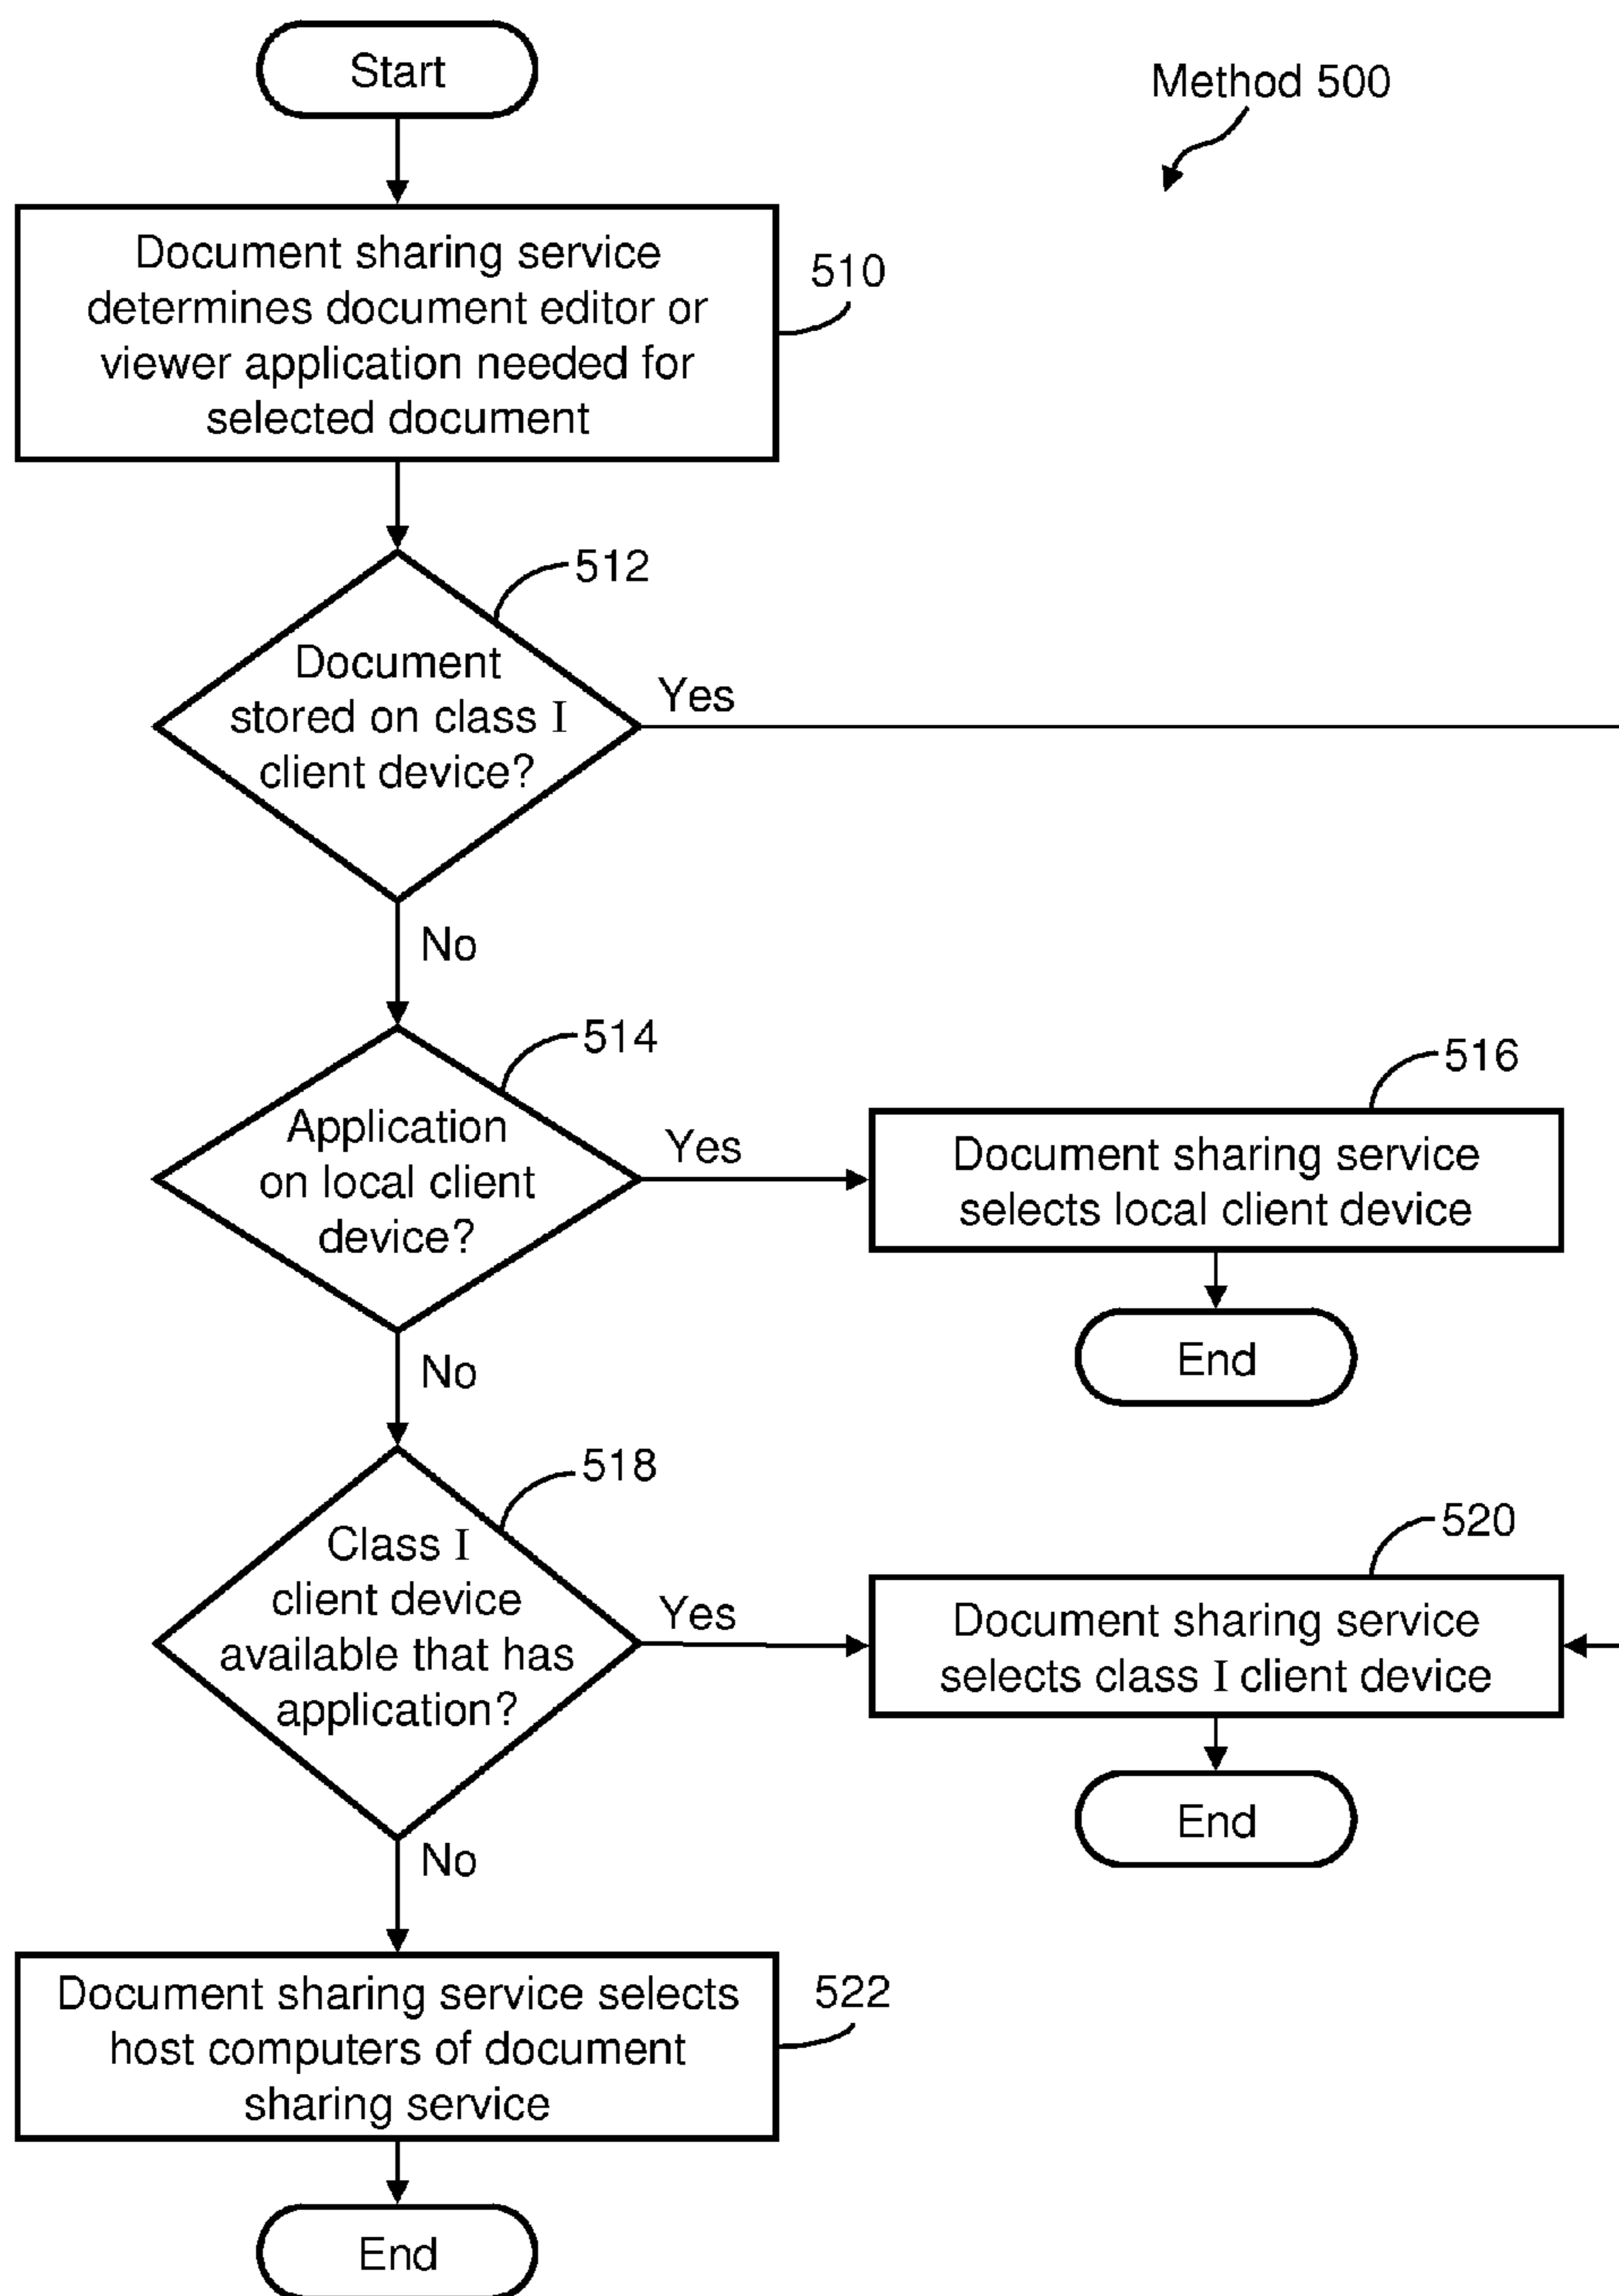 Start
Method 500
Document sharing service
determines document editor or
viewer application needed for
selected document
510
512
Document
stored on class I
client device?
Yes
No
514
Application
on local client
device?
Yes
516
Document sharing service
selects local client device
End
No
518
Class I
client device
available that has
application?
Yes
520
Document sharing service
selects class I client device
End
No
Document sharing service selects
host computers of document
sharing service
522
End